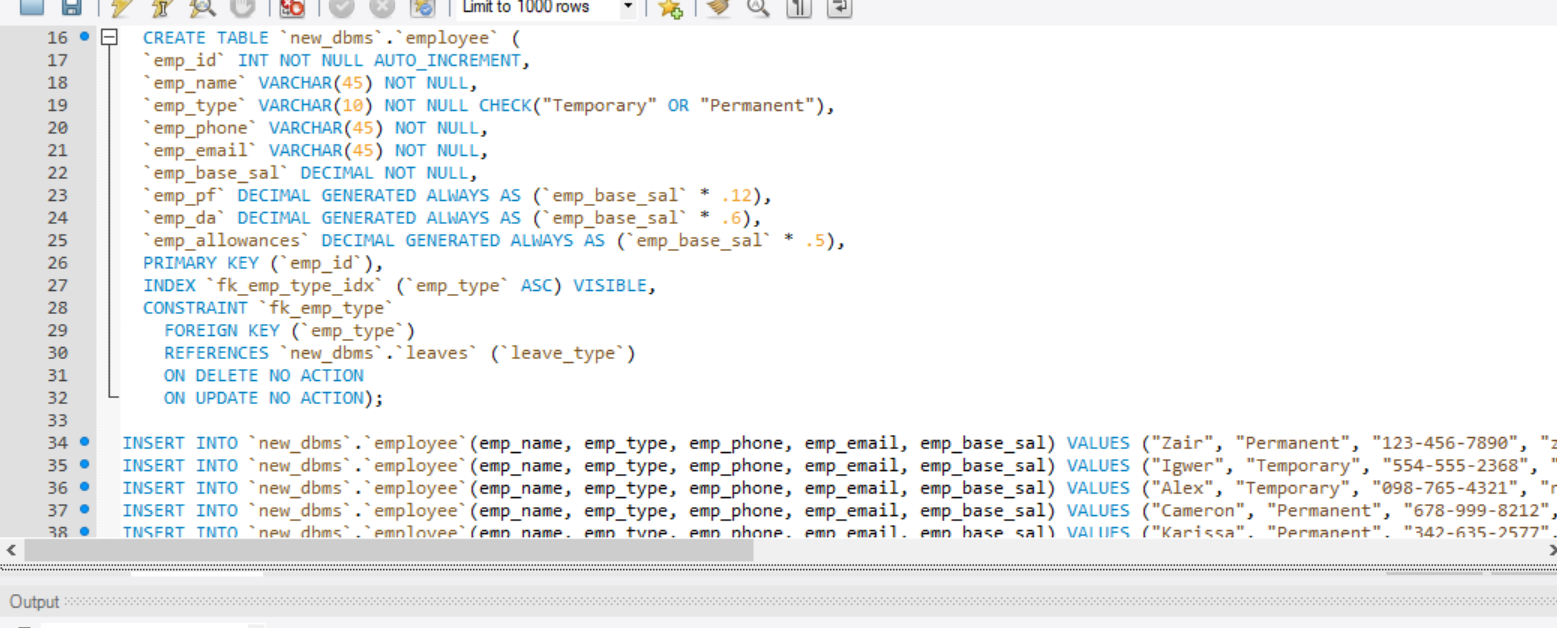 Limit to 1000 rows
16 CREATE TABLE `new_dbms`.`employee` (
17 `emp_id` INT NOT NULL AUTO_INCREMENT,
18 `emp_name` VARCHAR(45) NOT NULL,
19 `emp_type` VARCHAR(10) NOT NULL CHECK("Temporary" OR "Permanent"),
20 `emp_phone` VARCHAR(45) NOT NULL,
21 `emp_email` VARCHAR(45) NOT NULL,
22 `emp_base_sal` DECIMAL NOT NULL,
23 `emp_pf` DECIMAL GENERATED ALWAYS AS (`emp_base_sal` * .12),
24 `emp_da` DECIMAL GENERATED ALWAYS AS (`emp_base_sal` * .6),
25 `emp_allowances` DECIMAL GENERATED ALWAYS AS (`emp_base_sal` * .5),
26 PRIMARY KEY (`emp_id`),
27 INDEX `fk_emp_type_idx` (`emp_type` ASC) VISIBLE,
28 CONSTRAINT `fk_emp_type`
29 FOREIGN KEY (`emp_type`)
30 REFERENCES `new_dbms`.`leaves` (`leave_type`)
31 ON DELETE NO ACTION
32 ON UPDATE NO ACTION);
33
34 INSERT INTO `new_dbms`.`employee`(emp_name, emp_type, emp_phone, emp_email, emp_base_sal) VALUES ("Zair", "Permanent", "123-456-7890", "z
35 INSERT INTO `new_dbms`.`employee`(emp_name, emp_type, emp_phone, emp_email, emp_base_sal) VALUES ("Igwer", "Temporary", "554-555-2368", "
36 INSERT INTO `new_dbms`.`employee`(emp_name, emp_type, emp_phone, emp_email, emp_base_sal) VALUES ("Alex", "Temporary", "098-765-4321", "
37 INSERT INTO `new_dbms`.`employee`(emp_name, emp_type, emp_phone, emp_email, emp_base_sal) VALUES ("Cameron", "Permanent", "678-999-8212",
38 INSERT INTO `new_dbms`.`employee`(emp_name, emp_type, emp_phone, emp_email, emp_base_sal) VALUES ("Karissa", "Permanent", "342-635-2577",
Output